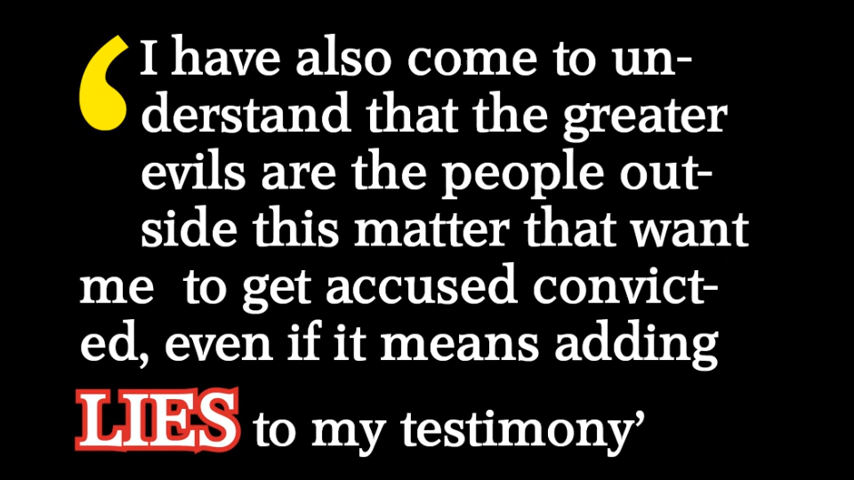 ‘I have also come to un-
derstand that the greater
evils are the people out-
side this matter that want
me to get accused convict-
ed, even if it means adding
LIES to my testimony’